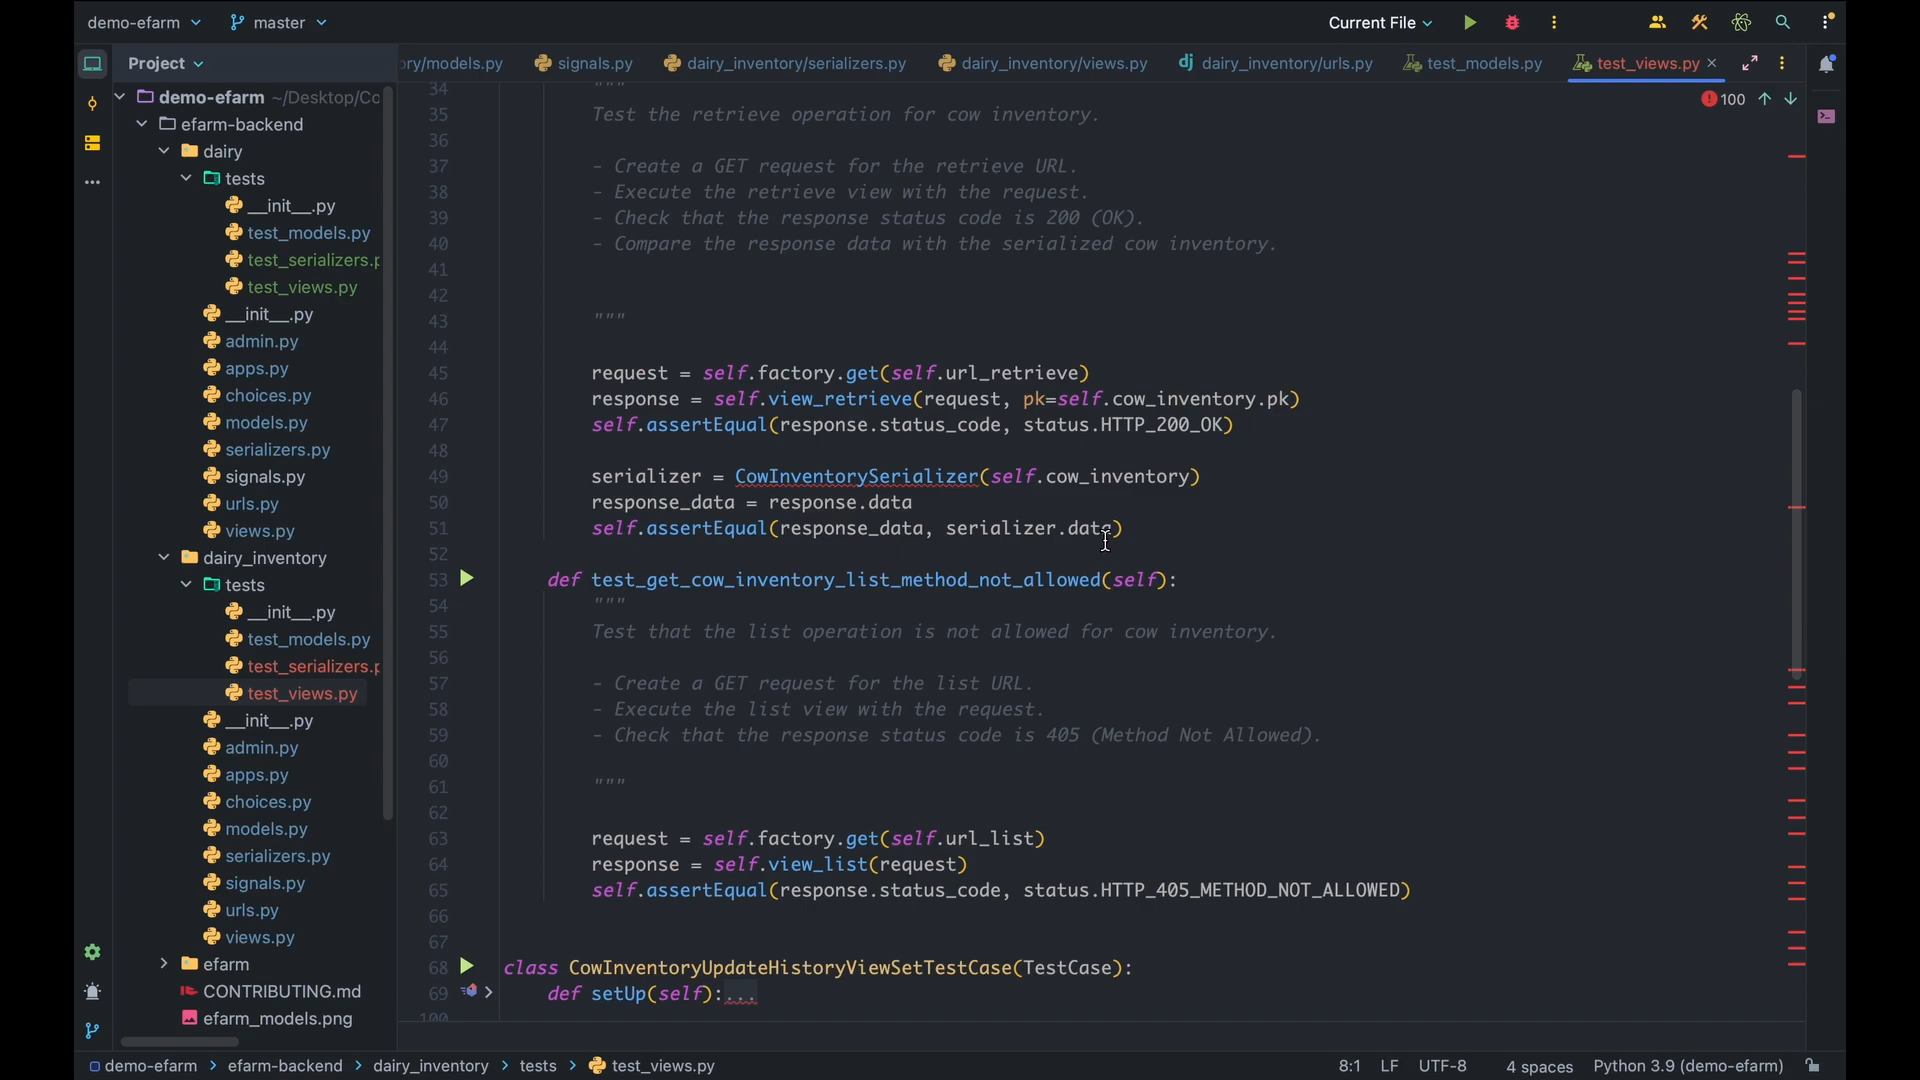 demo-efarm
master
Current File
Project
ory/models.py
signals.py
dairy_inventory/serializers.py
dairy_inventory/views.py
dairy_inventory/urls.py
test_models.py
test_views.py
demo-efarm ~/Desktop/Co
efarm-backend
dairy
tests
__init__.py
test_models.py
test_serializers.p
test_views.py
__init__.py
admin.py
apps.py
choices.py
models.py
serializers.py
signals.py
urls.py
views.py
dairy_inventory
tests
__init__.py
test_models.py
test_serializers.p
test_views.py
__init__.py
admin.py
apps.py
choices.py
models.py
serializers.py
signals.py
urls.py
views.py
efarm
CONTRIBUTING.md
efarm_models.png
100
34 """
35 Test the retrieve operation for cow inventory.
36
37 - Create a GET request for the retrieve URL.
38 - Execute the retrieve view with the request.
39 - Check that the response status code is 200 (OK).
40 - Compare the response data with the serialized cow inventory.
41
42
43 """
44
45 request = self.factory.get(self.url_retrieve)
46 response = self.view_retrieve(request, pk=self.cow_inventory.pk)
47 self.assertEqual(response.status_code, status.HTTP_200_OK)
48
49 serializer = CowInventorySerializer(self.cow_inventory)
50 response_data = response.data
51 self.assertEqual(response_data, serializer.data)
52
53 def test_get_cow_inventory_list_method_not_allowed(self):
54 """
55 Test that the list operation is not allowed for cow inventory.
56
57 - Create a GET request for the list URL.
58 - Execute the list view with the request.
59 - Check that the response status code is 405 (Method Not Allowed).
60
61 """
62
63 request = self.factory.get(self.url_list)
64 response = self.view_list(request)
65 self.assertEqual(response.status_code, status.HTTP_405_METHOD_NOT_ALLOWED)
66
67
68 class CowInventoryUpdateHistoryViewSetTestCase(TestCase):
69 def setUp(self):...
100
demo-efarm > efarm-backend > dairy_inventory > tests > test_views.py
8:1 LF UTF-8 4 spaces Python 3.9 (demo-efarm)